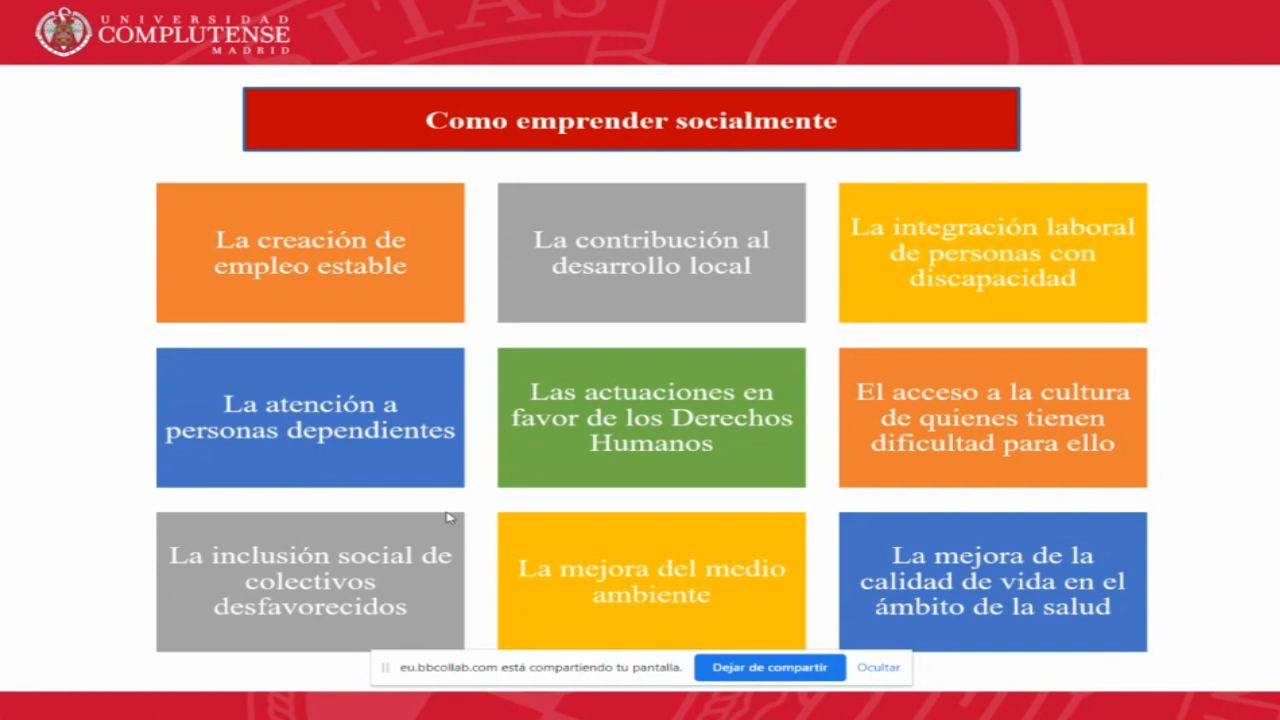 UNIVERSIDAD
COMPLUTENSE
MADRID
Como emprender socialmente
La creación de
empleo estable
La contribución al
desarrollo local
La integración laboral
de personas con
discapacidad
La atención a
personas dependientes
Las actuaciones en
favor de los Derechos
Humanos
El acceso a la cultura
de quienes tienen
dificultad para ello
La inclusión social de
colectivos
desfavorecidos
La mejora del medio
ambiente
La mejora de la
calidad de vida en el
ámbito de la salud
eu.bbcollab.com está compartiendo tu pantalla.
Dejar de compartir
Ocultar